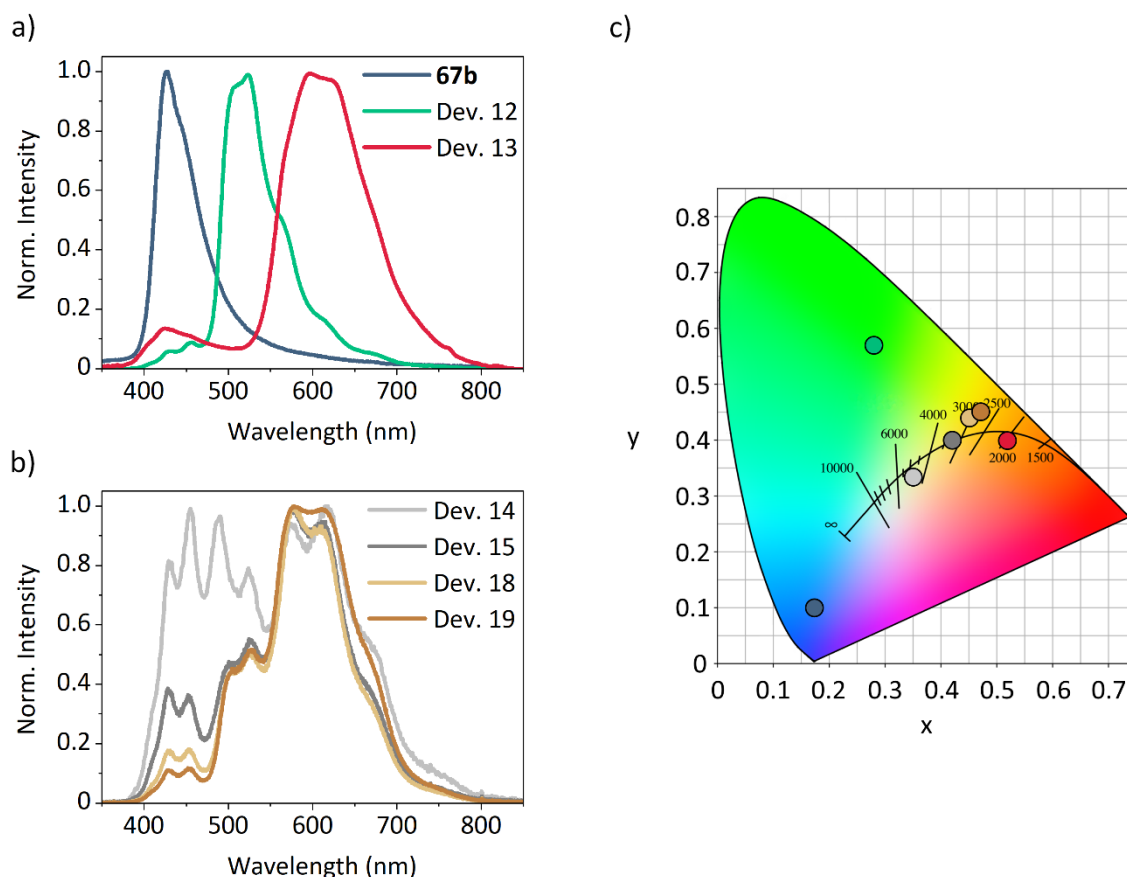 a)
1.0
0.8
0.6
0.4
0.2
0
Norm. Intensity
67b
Dev. 12
Dev. 13
400
500
600
700
800
Wavelength (nm)
b)
1.0
0.8
0.6
0.4
0.2
0
Norm. Intensity
Dev. 14
Dev. 15
Dev. 18
Dev. 19
400
500
600
700
800
Wavelength (nm)
c)
0.8
0.7
0.6
0.5
0.4
0.3
0.2
0.1
0
y
∞
10000
6000
4000
3000
2500
2000
1500
0
0.1
0.2
0.3
0.4
0.5
0.6
0.7
x